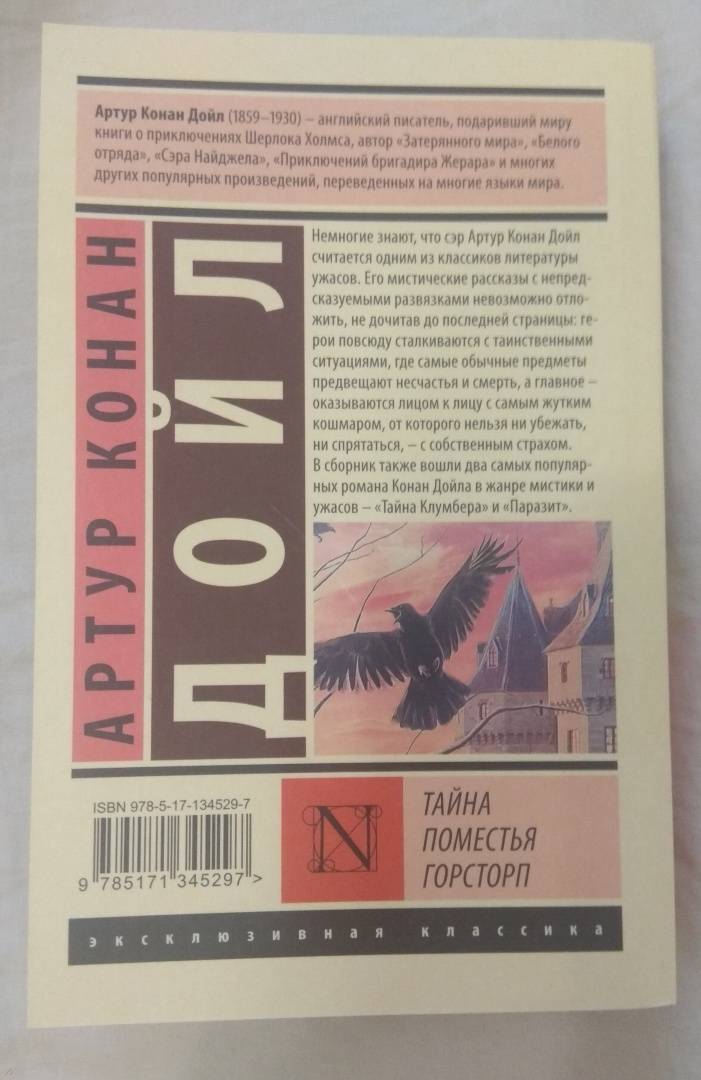 Артур Конан Дойл (1859–1930) – английский писатель, подаривший миру
книги о приключениях Шерлока Холмса, автор «Затерянного мира», «Белого
отряда», «Сэра Найджела», «Приключений бригадира Жерара» и многих
других популярных произведений, переведенных на многие языки мира.
АРТУР КОНАН
ДОЙЛ
Немногие знают, что сэр Артур Конан Дойл
считается одним из классиков литературы
ужасов. Его мистические рассказы с непред-
сказуемыми развязками невозможно отло-
жить, не дочитав до последней страницы: ге-
рои повсюду сталкиваются с таинственными
ситуациями, где самые обычные предметы
предвещают несчастья и смерть, а главное –
оказываются лицом к лицу с самым жутким
кошмаром, от которого нельзя ни убежать,
ни спрятаться, – с собственным страхом.
В сборник также вошли два самых популяр-
ных романа Конан Дойла в жанре мистики и
ужасов – «Тайна Клумбера» и «Паразит».
ISBN 978-5-17-134529-7
9 785171 345297 >
N
ТАЙНА
ПОМЕСТЬЯ
ГОРСТОРП
эксклюзивная классика